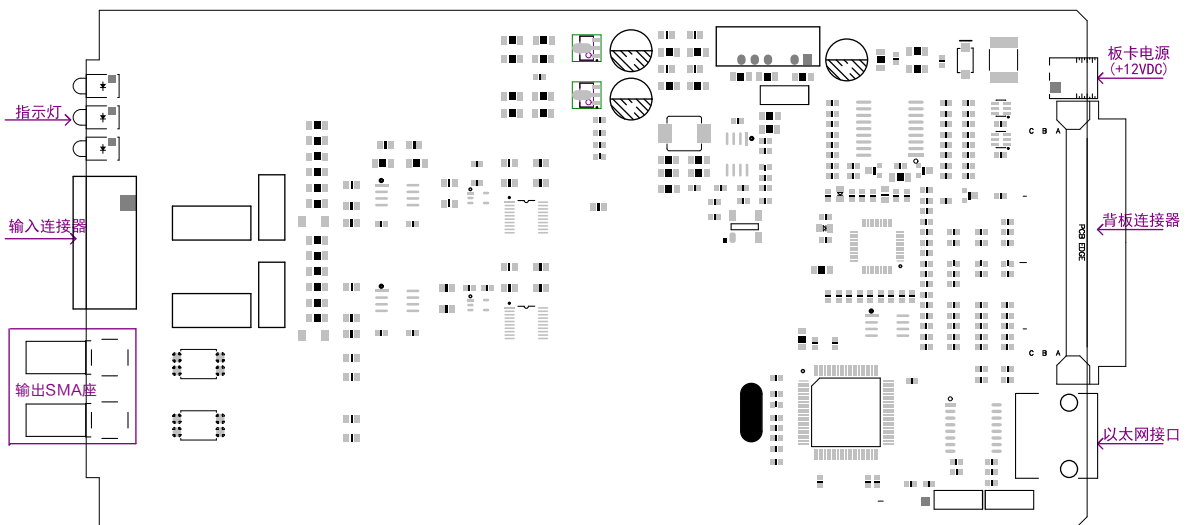 板卡电源
(+12VDC)
指示灯
C B A
输入连接器
背板连接器
PCB EDGE
C B A
输出SMA座
以太网接口